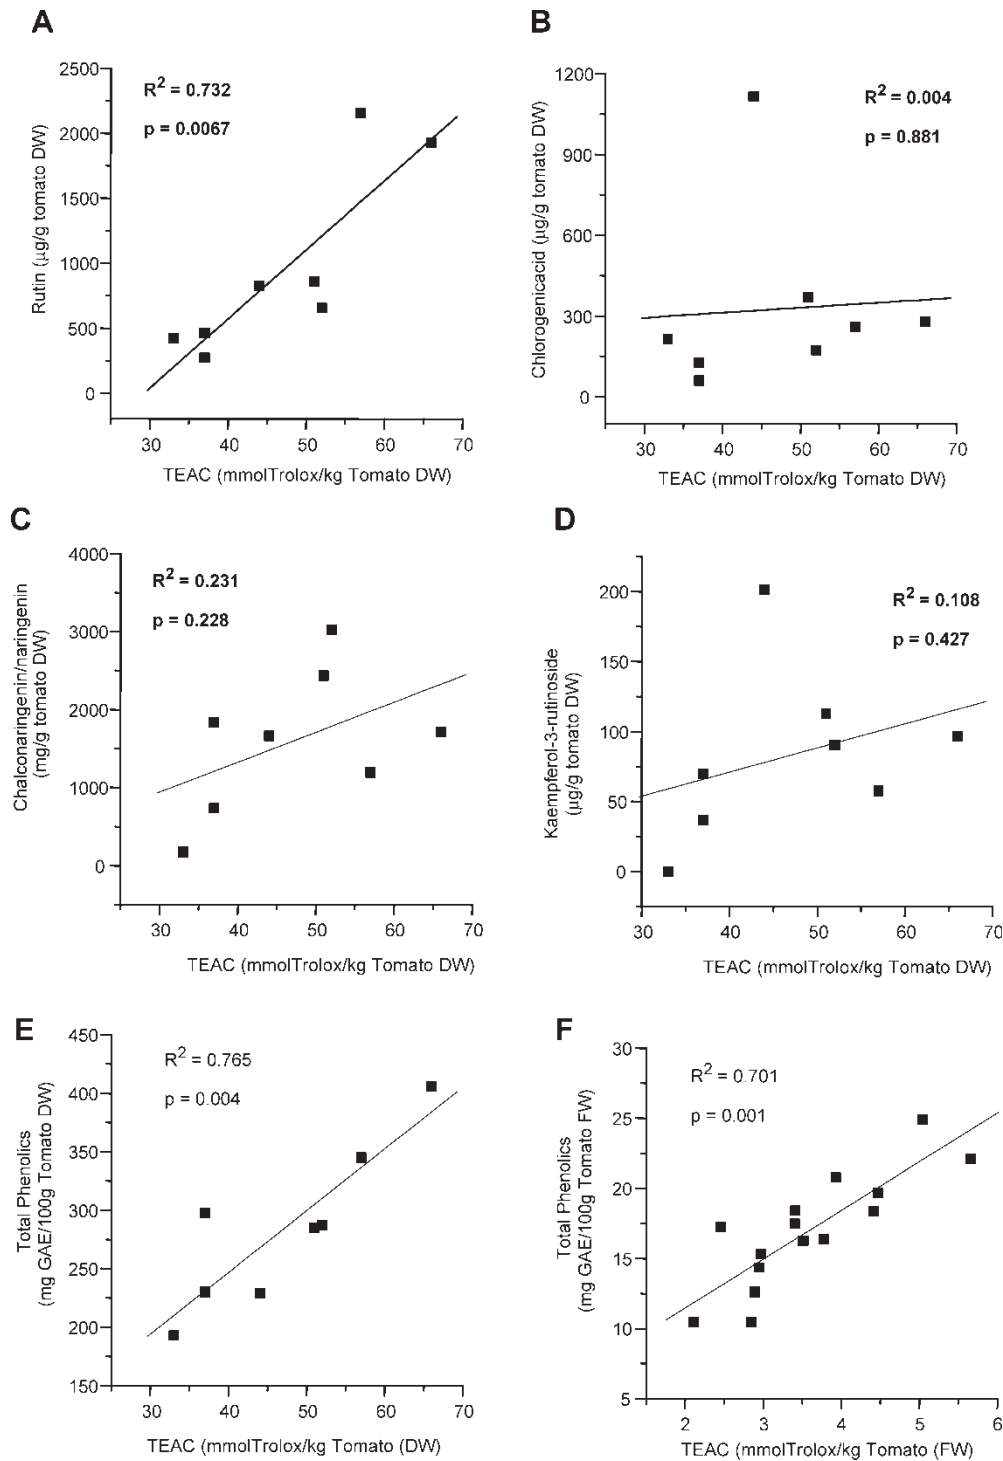 A
2500
2000
1500
1000
500
0
Rutin (µg/g tomato DW)
R² = 0.732
p = 0.0067
30 40 50 60 70
TEAC (mmolTrolox/kg Tomato DW)
B
1200
900
600
300
0
Chlorogenicacid (µg/g tomato DW)
R² = 0.004
p = 0.881
30 40 50 60 70
TEAC (mmolTrolox/kg Tomato DW)
C
4000
3000
2000
1000
0
Chalconaringenin/naringenin
(mg/g tomato DW)
R² = 0.231
p = 0.228
30 40 50 60 70
TEAC (mmolTrolox/kg Tomato DW)
D
200
150
100
50
0
Kaempferol-3-rutinoside
(µg/g tomato DW)
R² = 0.108
p = 0.427
30 40 50 60 70
TEAC (mmolTrolox/kg Tomato DW)
E
450
400
350
300
250
200
150
Total Phenolics
(mg GAE/100g Tomato DW)
R² = 0.765
p = 0.004
30 40 50 60 70
TEAC (mmolTrolox/kg Tomato (DW)
F
30
25
20
15
10
5
Total Phenolics
(mg GAE/100g Tomato FW)
R² = 0.701
p = 0.001
2 3 4 5 6
TEAC (mmolTrolox/kg Tomato (FW)